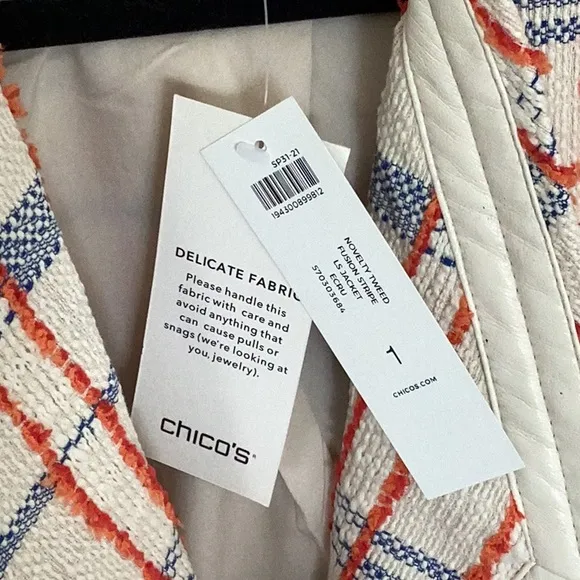 DELICATE FABRIC
Please handle this
fabric with care and
avoid anything that
can cause pulls or
snags (we're looking at
you, jewelry).
chico's®
SP31-21
194300899812
NOVELTY TWEED
FUSION STRIPE
LS JACKET
ECRU
570303684
1
CHICOS.COM